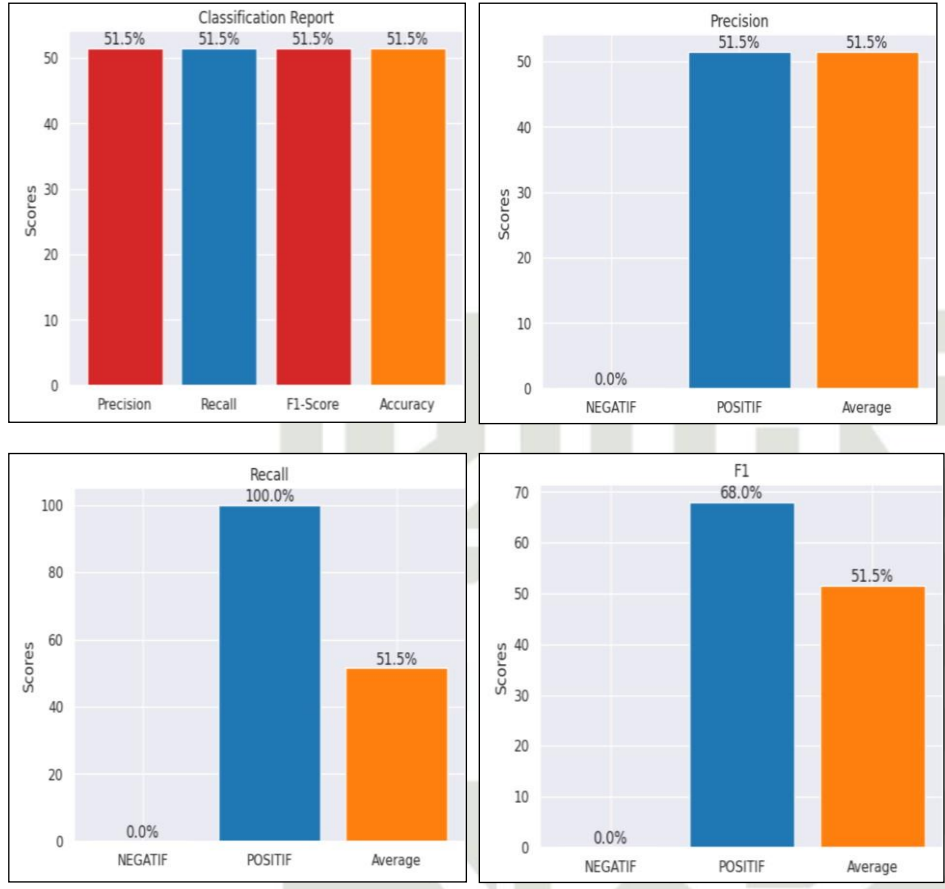 Classification Report
51.5% 51.5% 51.5% 51.5%
50
40
30
20
10
0
Scores
Precision Recall F1-Score Accuracy
Precision
51.5% 51.5%
50
40
30
20
10
0
Scores
0.0%
NEGATIF POSITIF Average
Recall
100.0%
100
80
60
40
20
0
Scores
51.5%
0.0%
NEGATIF POSITIF Average
F1
68.0%
70
60
50
40
30
20
10
0
Scores
51.5%
0.0%
NEGATIF POSITIF Average